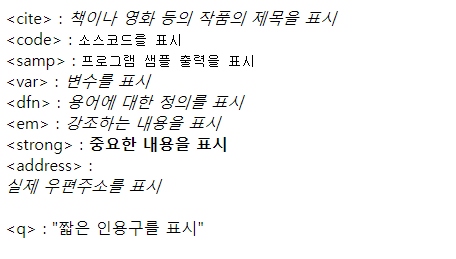 <cite> : 책이나 영화 등의 작품의 제목을 표시
<code> : 소스코드를 표시
<samp> : 프로그램 샘플 출력을 표시
<var> : 변수를 표시
<dfn> : 용어에 대한 정의를 표시
<em> : 강조하는 내용을 표시
<strong> : 중요한 내용을 표시
<address> :
실제 우편주소를 표시
<q> : "짧은 인용구를 표시"